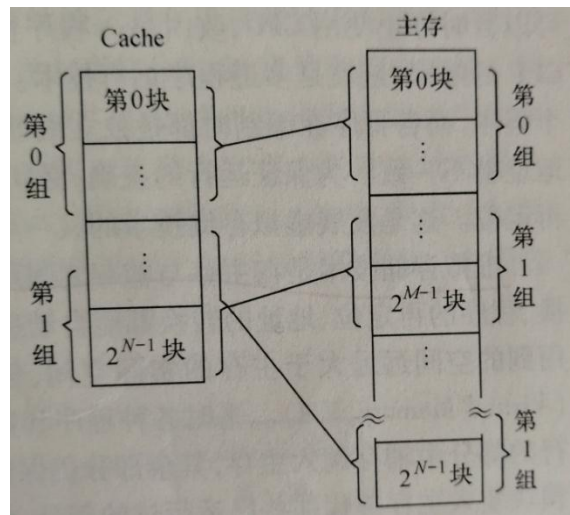 Cache
主存
第0组
第0块
⋮
第1组
⋮
2^{N-1}块
第0块
⋮
第0组
⋮
2^{M-1}块
第1组
⋮
≈ ≈
2^{N-1}块
第1组